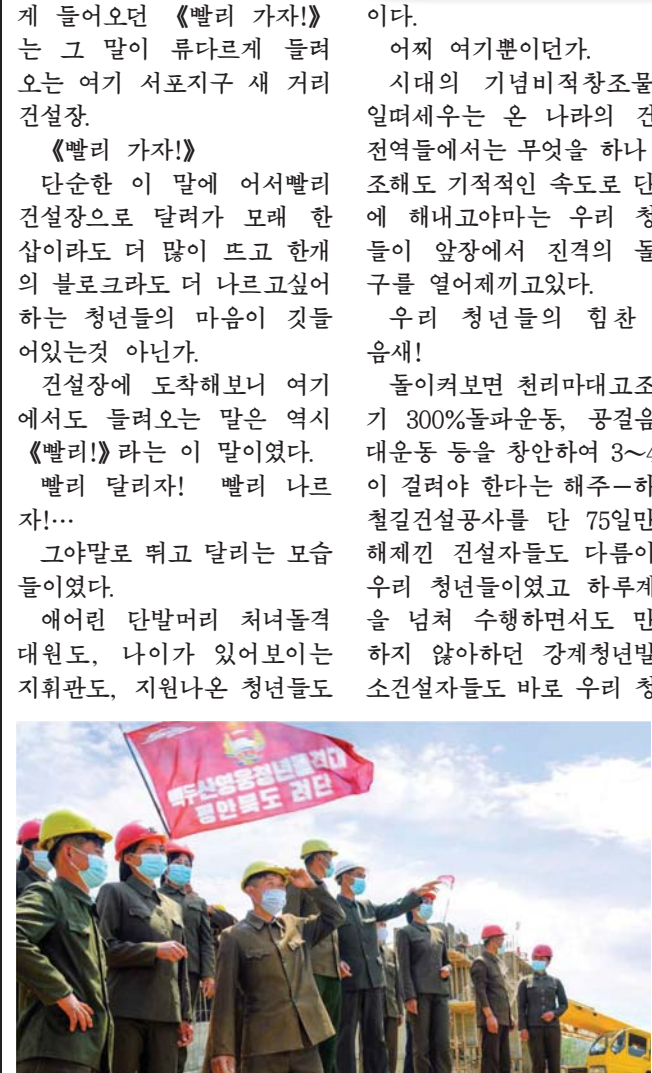 게 들어오던 《빨리 가자!》
는 그 말이 류다르게 들려
오는 여기 서포지구 새 거리
건설장.
《빨리 가자!》
단순한 이 말에 어서빨리
건설장으로 달려가 모래 한
삽이라도 더 많이 뜨고 한개
의 블로크라도 더 나르고싶어
하는 청년들의 마음이 깃들
어있는것 아닌가.
건설장에 도착해보니 여기
에서도 들려오는 말은 역시
《빨리!》라는 이 말이였다.
빨리 달리자! 빨리 나르
자!…
그야말로 뛰고 달리는 모습
들이였다.
애어린 단발머리 처녀돌격
대원도, 나이가 있어보이는
지휘관도, 지원나온 청년들도
이다.
어찌 여기뿐이던가.
시대의 기념비적창조물
일떠세우는 온 나라의 건
전역들에서는 무엇을 하나
조해도 기적적인 속도로 단
에 해내고야마는 우리 청
들이 앞장에서 진격의 돌
구를 열어제끼고있다.
우리 청년들의 힘찬
음새!
돌이켜보면 천리마대고조
기 300%돌파운동, 공걸음
대운동 등을 창안하여 3～4
이 걸려야 한다는 해주－하
철길건설공사를 단 75일만
해제낀 건설자들도 다름이
우리 청년들이였고 하루계
을 넘쳐 수행하면서도 만
하지 않아하던 강계청년발
소건설자들도 바로 우리 청
백두산영웅청년돌격대
평안북도 려단